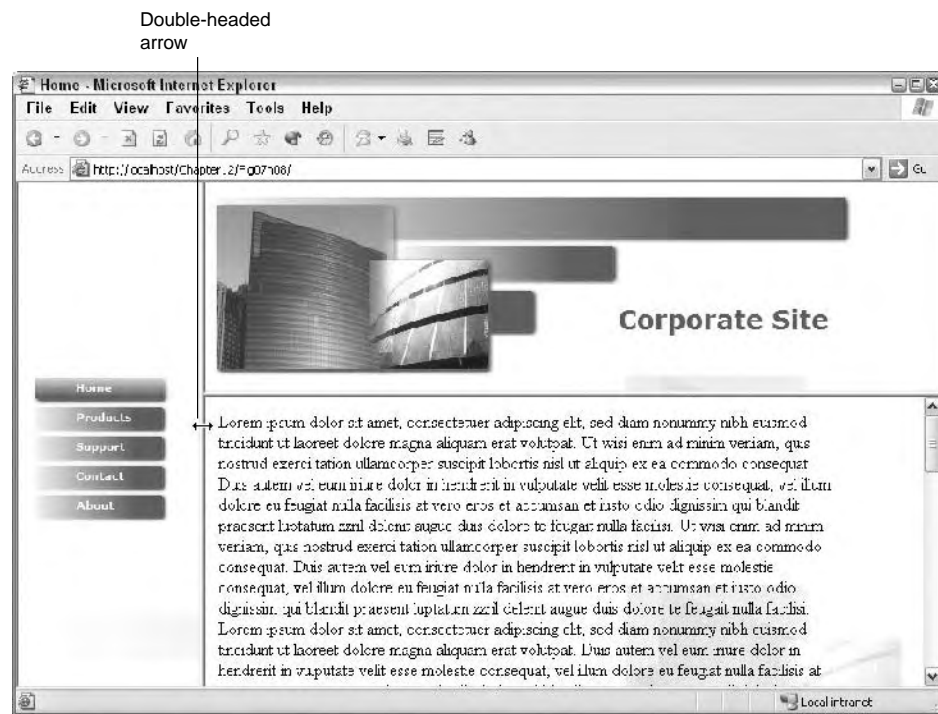 Double-headed
arrow
Home - Microsoft Internet Explorer
File Edit View Favorites Tools Help
Address http://localhost/Chapter12/Fig07h08/ Go
Corporate Site
Home
Products
Support
Contact
About
Lorem ipsum dolor sit amet, consectetuer adipiscing elit, sed diam nonummy nibh euismod
tincidunt ut laoreet dolore magna aliquam erat volutpat. Ut wisi enim ad minim veniam, quis
nostrud exerci tation ullamcorper suscipit lobortis nisl ut aliquip ex ea commodo consequat
Duis autem vel eum iriure dolor in hendrerit in vulputate velit esse molestie consequat, vel illum
dolore eu feugiat nulla facilisis at vero eros et accumsan et iusto odio dignissim qui blandit
praesent luptatum zzril delenit augue duis dolore te feugait nulla facilisi. Ut wisi enim ad minim
veniam, quis nostrud exerci tation ullamcorper suscipit lobortis nisl ut aliquip ex ea commodo
consequat. Duis autem vel eum iriure dolor in hendrerit in vulputate velit esse molestie
consequat, vel illum dolore eu feugiat nulla facilisis at vero eros et accumsan et iusto odio
dignissim qui blandit praesent luptatum zzril delenit augue duis dolore te feugait nulla facilisi.
Lorem ipsum dolor sit amet, consectetuer adipiscing elit, sed diam nonummy nibh euismod
tincidunt ut laoreet dolore magna aliquam erat volutpat. Duis autem vel eum iriure dolor in
hendrerit in vulputate velit esse molestie consequat, vel illum dolore eu feugiat nulla facilisis at
Local intranet